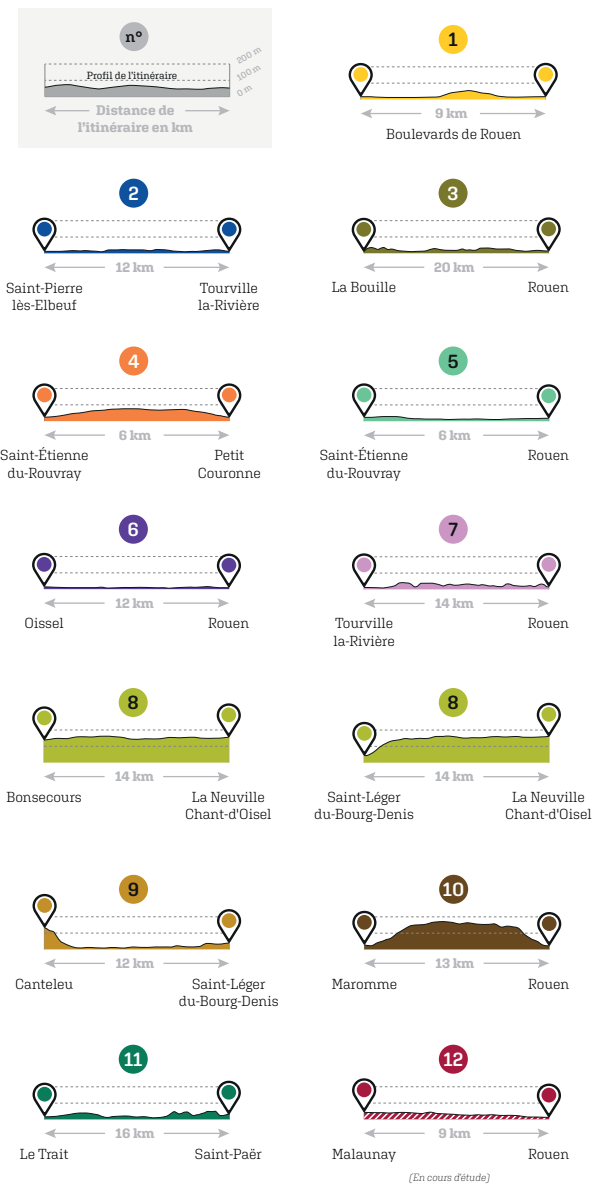 n°
200 m
100 m
0 m
Profil de l'itinéraire
Distance de
l'itinéraire en km
1
9 km
Boulevards de Rouen
2
12 km
Saint-Pierre
lès-Elbeuf
Tourville
la-Rivière
3
20 km
La Bouille
Rouen
4
6 km
Saint-Étienne
du-Rouvray
Petit
Couronne
5
6 km
Saint-Étienne
du-Rouvray
Rouen
6
12 km
Oissel
Rouen
7
14 km
Tourville
la-Rivière
Rouen
8
14 km
Bonsecours
La Neuville
Chant-d'Oisel
8
14 km
Saint-Léger
du-Bourg-Denis
La Neuville
Chant-d'Oisel
9
12 km
Canteleu
Saint-Léger
du-Bourg-Denis
10
13 km
Maromme
Rouen
11
16 km
Le Trait
Saint-Paër
12
9 km
Malaunay
Rouen
(En cours d'étude)